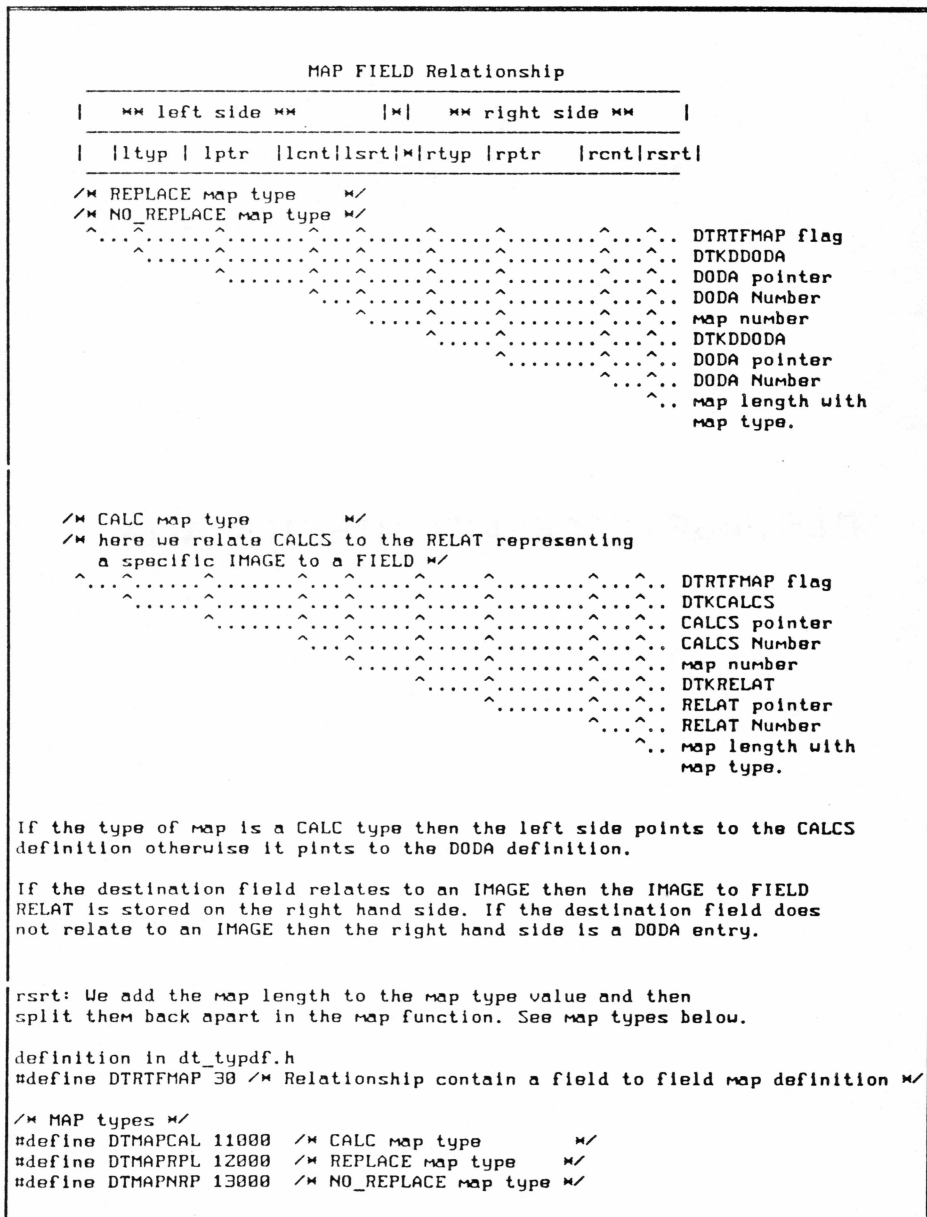 MAP FIELD Relationship
| ** left side ** |*| ** right side ** |
| |ltyp | lptr |lcnt|lsrt|*|rtyp |rptr |rcnt|rsrt|
/* REPLACE map type */
/* NO_REPLACE map type */
^...^.......^........^...^......^.....^.........^...^.. DTRTFMAP flag
^.......^........^...^......^.....^.........^...^.. DTKDDODA
^........^...^......^.....^.........^...^.. DODA pointer
^...^......^.....^.........^...^.. DODA Number
^......^.....^.........^...^.. map number
^.....^.........^...^.. DTKDDODA
^.........^...^.. DODA pointer
^...^.. DODA Number
^.. map length with
map type.
/* CALC map type */
/* here we relate CALCS to the RELAT representing
a specific IMAGE to a FIELD */
^...^.......^........^...^.....^......^.........^...^.. DTRTFMAP flag
^.......^........^...^.....^......^.........^...^.. DTKCALCS
^........^...^.....^......^.........^...^.. CALCS pointer
^...^.....^......^.........^...^.. CALCS Number
^.....^......^.........^...^.. map number
^......^.........^...^.. DTKRELAT
^.........^...^.. RELAT pointer
^...^.. RELAT Number
^.. map length with
map type.
If the type of map is a CALC type then the left side points to the CALCS
definition otherwise it pints to the DODA definition.
If the destination field relates to an IMAGE then the IMAGE to FIELD
RELAT is stored on the right hand side. If the destination field does
not relate to an IMAGE then the right hand side is a DODA entry.
rsrt: We add the map length to the map type value and then
split them back apart in the map function. See map types below.
definition in dt_typdf.h
#define DTRTFMAP 30 /* Relationship contain a field to field map definition */
/* MAP types */
#define DTMAPCAL 11000 /* CALC map type */
#define DTMAPRPL 12000 /* REPLACE map type */
#define DTMAPNRP 13000 /* NO_REPLACE map type */